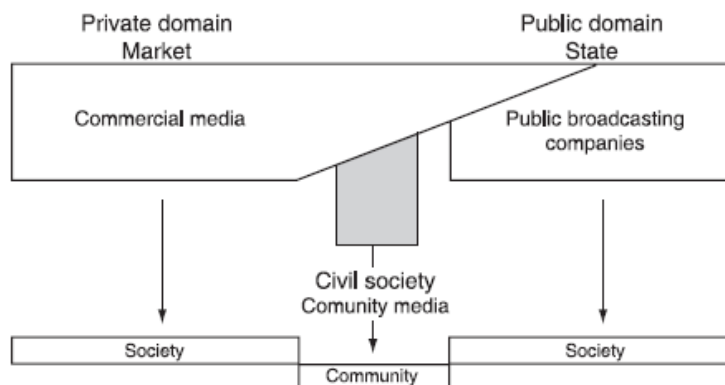 Private domain
Market
Public domain
State
Commercial media
Public broadcasting
companies
Civil society
Comunity media
Society
Community
Society